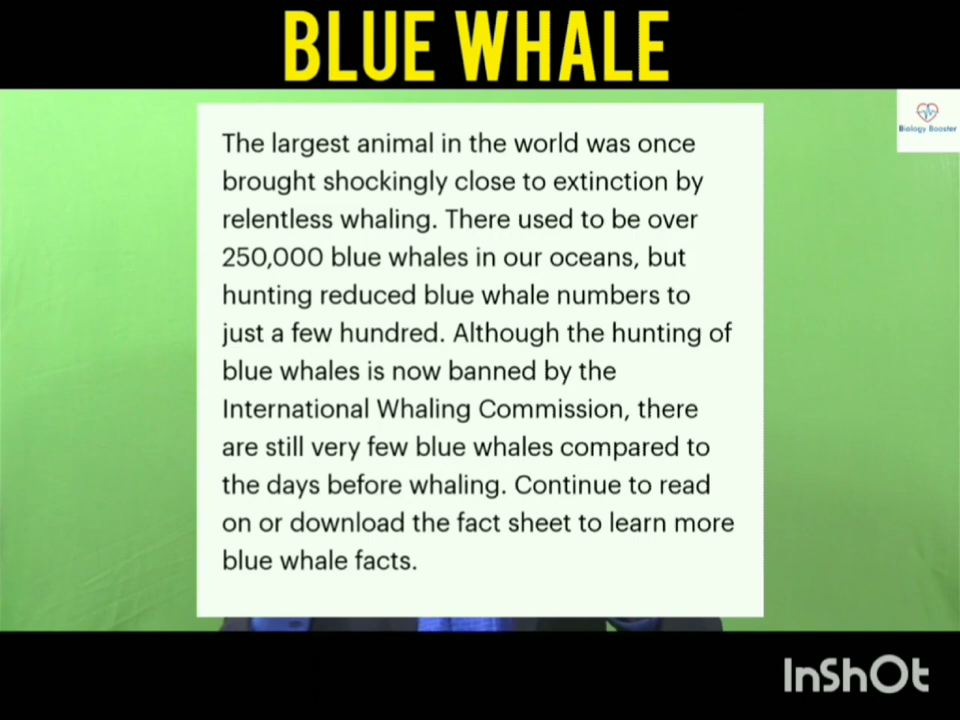 BLUE WHALE
Biology Booster
The largest animal in the world was once
brought shockingly close to extinction by
relentless whaling. There used to be over
250,000 blue whales in our oceans, but
hunting reduced blue whale numbers to
just a few hundred. Although the hunting of
blue whales is now banned by the
International Whaling Commission, there
are still very few blue whales compared to
the days before whaling. Continue to read
on or download the fact sheet to learn more
blue whale facts.
InShOt